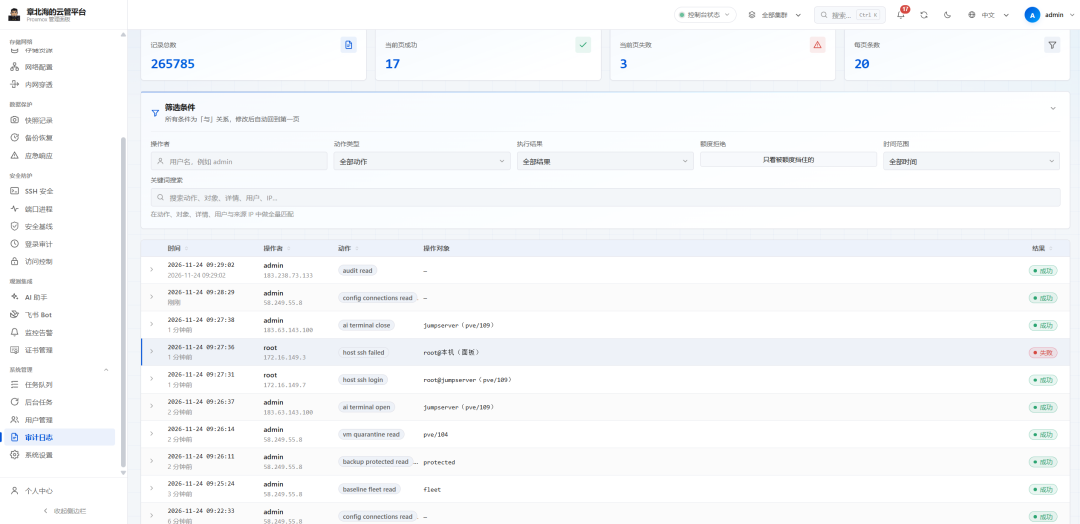 章北海的云管平台
Proxmox 管理面板
控制台状态
全部集群
搜索... Ctrl K
17
中文
A admin
存储网络
存储资源
网络配置
内网穿透
数据保护
快照记录
备份恢复
应急响应
安全防护
SSH 安全
端口进程
安全基线
登录审计
访问控制
观测集成
AI 助手
飞书 Bot
监控告警
证书管理
系统管理
任务队列
后台任务
用户管理
审计日志
系统设置
个人中心
收起侧边栏
记录总数
265785
当前页成功
17
当前页失败
3
每页条数
20
筛选条件
所有条件为「与」关系，修改后自动回到第一页
操作者 动作类型 执行结果 额度拒绝 时间范围
用户名，例如 admin 全部动作 全部结果 只看被额度挡住的 全部时间
关键词搜索
搜索动作、对象、详情、用户、IP...
在动作、对象、详情、用户与来源 IP 中做全量匹配
时间 操作者 动作 操作对象 结果
2026-11-24 09:29:02 admin audit read — 成功
2026-11-24 09:29:02 183.238.73.133
2026-11-24 09:28:29 admin config connections read … — 成功
刚刚 58.249.55.8
2026-11-24 09:27:38 admin ai terminal close jumpserver (pve/109) 成功
1 分钟前 183.63.143.100
2026-11-24 09:27:36 root host ssh failed root@本机 (面板) 失败
1 分钟前 172.16.149.3
2026-11-24 09:27:31 root host ssh login root@jumpserver (pve/109) 成功
1 分钟前 172.16.149.7
2026-11-24 09:26:37 admin ai terminal open jumpserver (pve/109) 成功
2 分钟前 183.63.143.100
2026-11-24 09:26:14 admin vm quarantine read pve/104 成功
2 分钟前 58.249.55.8
2026-11-24 09:26:11 admin backup protected read … protected 成功
2 分钟前 58.249.55.8
2026-11-24 09:25:24 admin baseline fleet read fleet 成功
3 分钟前 58.249.55.8
2026-11-24 09:22:33 admin config connections read … — 成功
6 分钟前 58.249.55.8